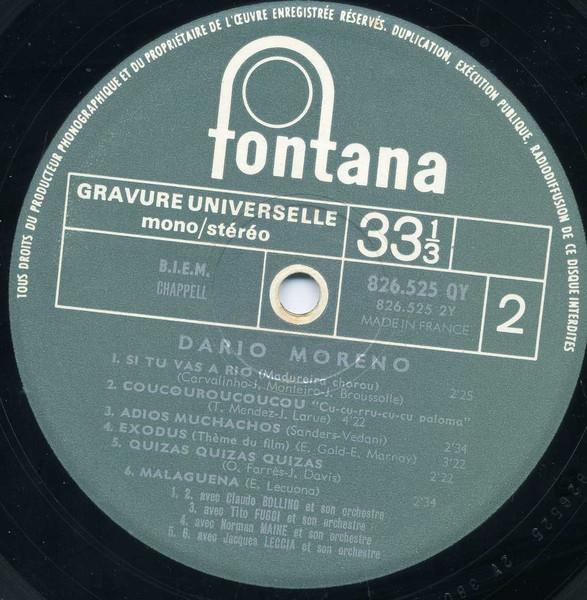 TOUS DROITS DU PRODUCTEUR PHONOGRAPHIQUE ET DU PROPRIÉTAIRE DE L'ŒUVRE ENREGISTRÉE RÉSERVÉS. DUPLICATION, EXÉCUTION PUBLIQUE, RADIODIFFUSION DE CE DISQUE INTERDITES
fontana
GRAVURE UNIVERSELLE
mono/stéréo
33 1/3
B.I.E.M.
CHAPPELL
826.525 QY
826.525 2Y
MADE IN FRANCE
2
DARIO MORENO
1. SI TU VAS A RIO (Madureira chorou)
(Carvalinho-J. Monteiro-J. Broussolle) 2'25
2. COUCOUROUCOUCOU "Cu-cu-rru-cu-cu paloma"
(T. Mendez-J. Larue) 4'22
3. ADIOS MUCHACHOS (Sanders-Vedani) 2'34
4. EXODUS (Thème du film) (E. Gold-E. Marnay) 3'22
5. QUIZAS QUIZAS QUIZAS
(O. Farrès-J. Davis) 2'22
6. MALAGUENA (E. Lecuona) 2'34
1. 2. avec Claude BOLLING et son orchestre
3. avec Tito FUGGI et son orchestre
4. avec Norman MAINE et son orchestre
5. 6. avec Jacques LECCIA et son orchestre